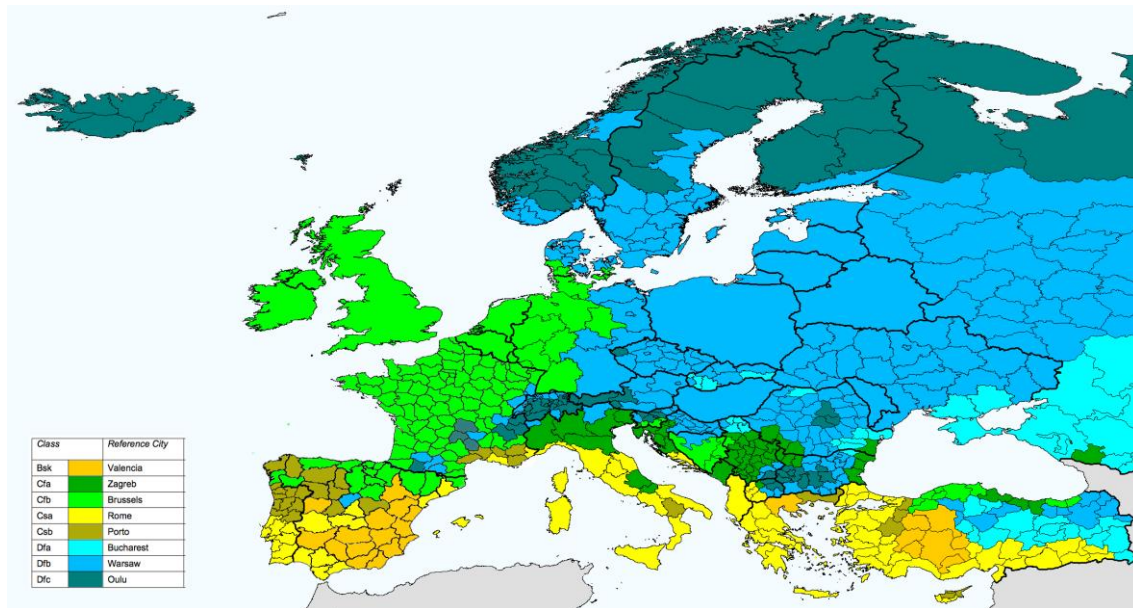 Class Reference City
Bsk Valencia
Cfa Zagreb
Cfb Brussels
Csa Rome
Csb Porto
Dfa Bucharest
Dfb Warsaw
Dfc Oulu